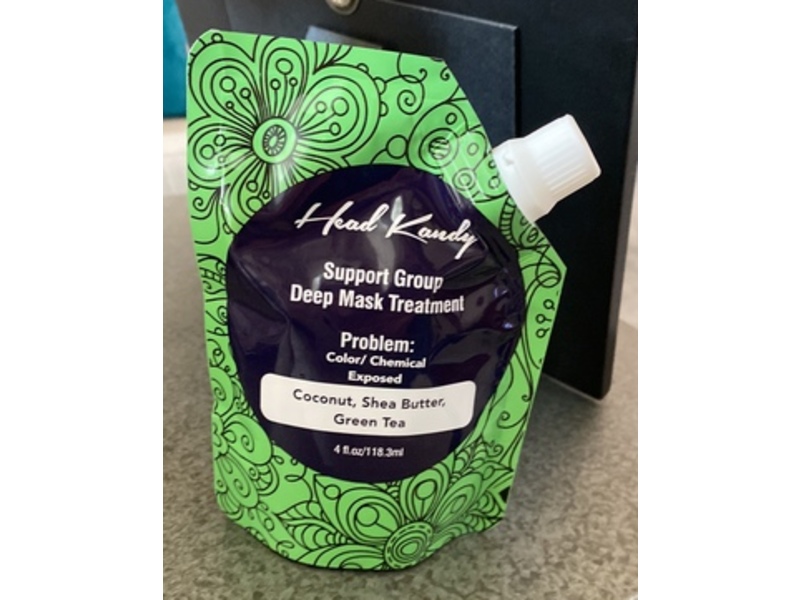 Head Kandy
Support Group
Deep Mask Treatment
Problem:
Color/ Chemical
Exposed
Coconut, Shea Butter,
Green Tea
4 fl.oz/118.3ml